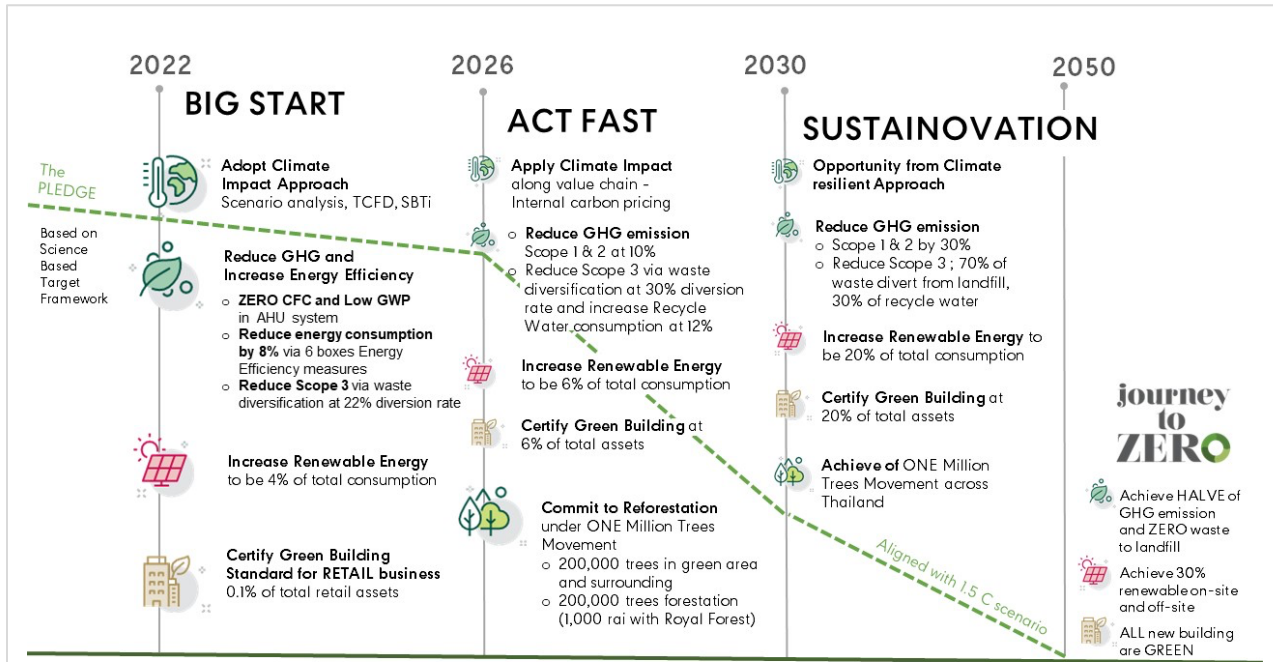 2022
BIG START
The
PLEDGE
Based on
Science
Based
Target
Framework
Adopt Climate
Impact Approach
Scenario analysis, TCFD, SBTi
Reduce GHG and
Increase Energy Efficiency
o ZERO CFC and Low GWP
in AHU system
o Reduce energy consumption
by 8% via 6 boxes Energy
Efficiency measures
o Reduce Scope 3 via waste
diversification at 22% diversion rate
Increase Renewable Energy
to be 4% of total consumption
Certify Green Building
Standard for RETAIL business
0.1% of total retail assets
2026
ACT FAST
Apply Climate Impact
along value chain -
Internal carbon pricing
o Reduce GHG emission
Scope 1 & 2 at 10%
o Reduce Scope 3 via waste
diversification at 30% diversion
rate and increase Recycle
Water consumption at 12%
Increase Renewable Energy
to be 6% of total consumption
Certify Green Building at
6% of total assets
Commit to Reforestation
under ONE Million Trees
Movement
o 200,000 trees in green area
and surrounding
o 200,000 trees forestation
(1,000 rai with Royal Forest)
2030
SUSTAINOVATION
Opportunity from Climate
resilient Approach
Reduce GHG emission
o Scope 1 & 2 by 30%
o Reduce Scope 3 ; 70% of
waste divert from landfill,
30% of recycle water
Increase Renewable Energy to
be 20% of total consumption
Certify Green Building at
20% of total assets
Achieve of ONE Million
Trees Movement across
Thailand
Aligned with 1.5 C scenario
2050
journey
to
ZERO
Achieve HALVE of
GHG emission
and ZERO waste
to landfill
Achieve 30%
renewable on-site
and off-site
ALL new building
are GREEN